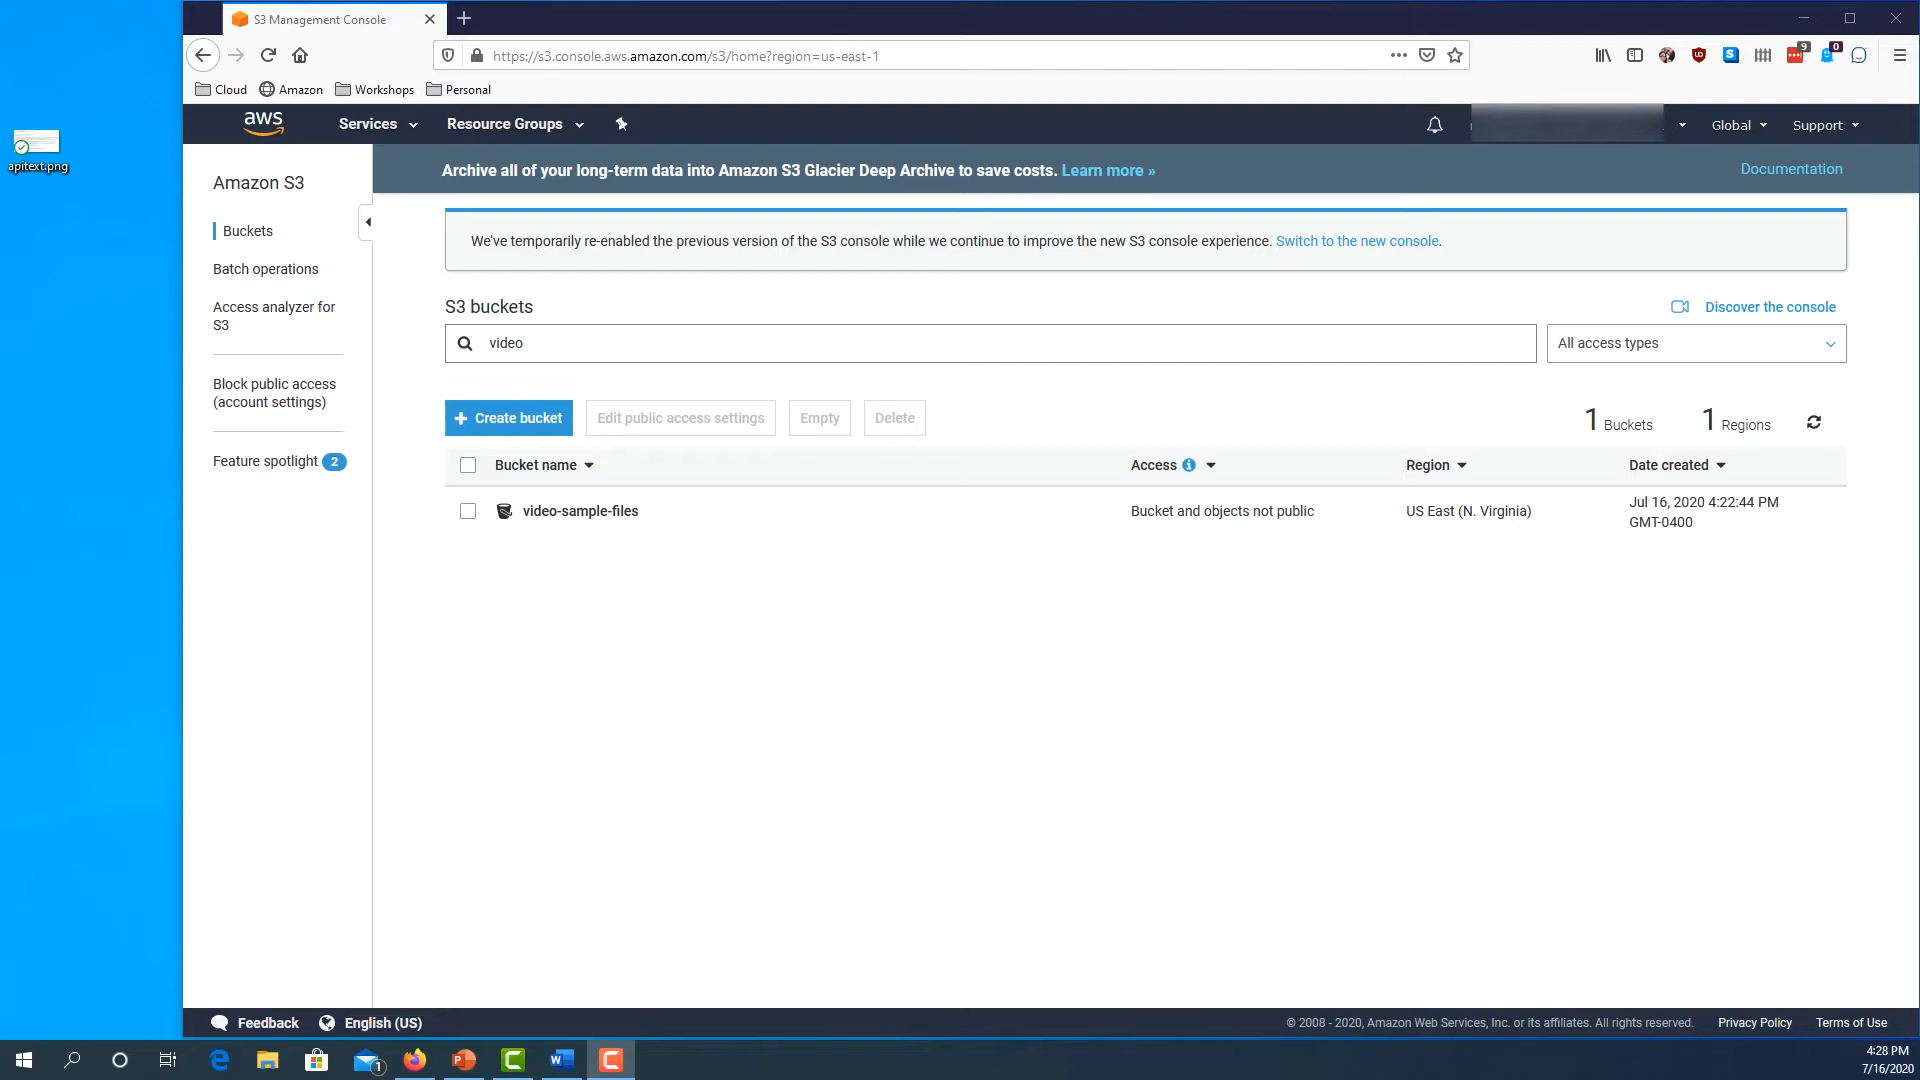 S3 Management Console
https://s3.console.aws.amazon.com/s3/home?region=us-east-1
9
0
Cloud
Amazon
Workshops
Personal
aws
Services
Resource Groups
Global
Support
apitext.png
Amazon S3
Buckets
Batch operations
Access analyzer for
S3
Block public access
(account settings)
Feature spotlight 2
Archive all of your long-term data into Amazon S3 Glacier Deep Archive to save costs. Learn more »
Documentation
We've temporarily re-enabled the previous version of the S3 console while we continue to improve the new S3 console experience. Switch to the new console.
S3 buckets
Discover the console
video
All access types
Create bucket
Edit public access settings
Empty
Delete
1 Buckets
1 Regions
Bucket name
Access
Region
Date created
video-sample-files
Bucket and objects not public
US East (N. Virginia)
Jul 16, 2020 4:22:44 PM
GMT-0400
Feedback
English (US)
© 2008 - 2020, Amazon Web Services, Inc. or its affiliates. All rights reserved.
Privacy Policy
Terms of Use
1
4:28 PM
7/16/2020